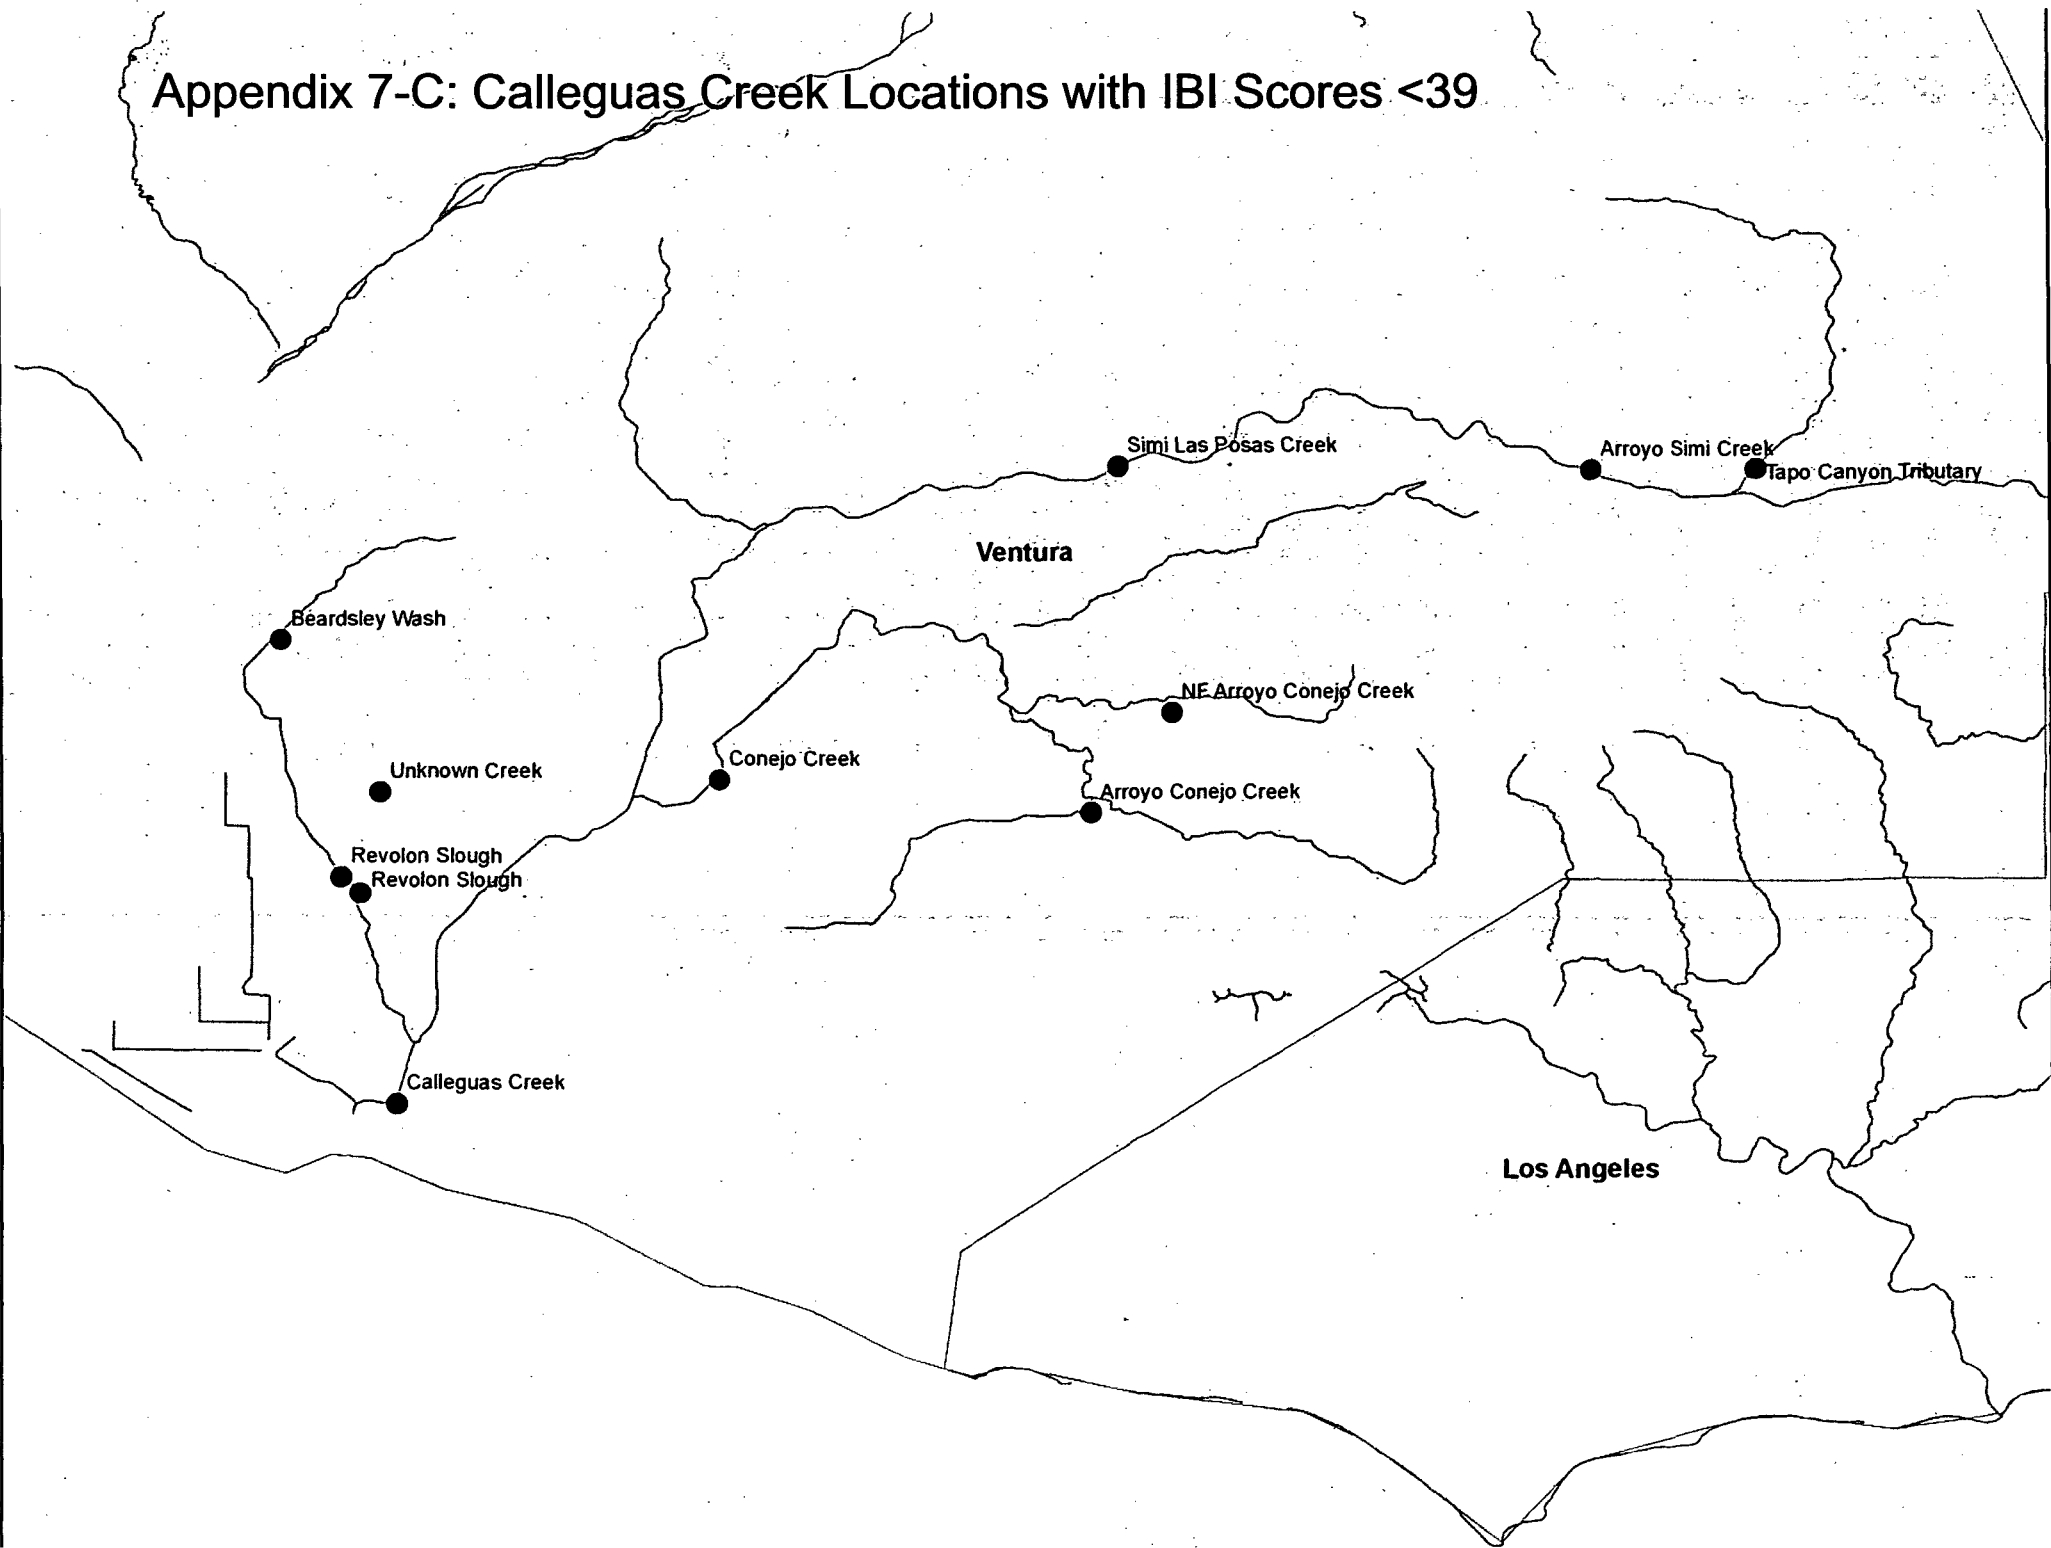 Appendix 7-C: Calleguas Creek Locations with IBI Scores <39
Simi Las Posas Creek
Arroyo Simi Creek
Tapo Canyon Tributary
Ventura
Beardsley Wash
NF Arroyo Conejo Creek
Conejo Creek
Unknown Creek
Arroyo Conejo Creek
Revolon Slough
Revolon Slough
Calleguas Creek
Los Angeles